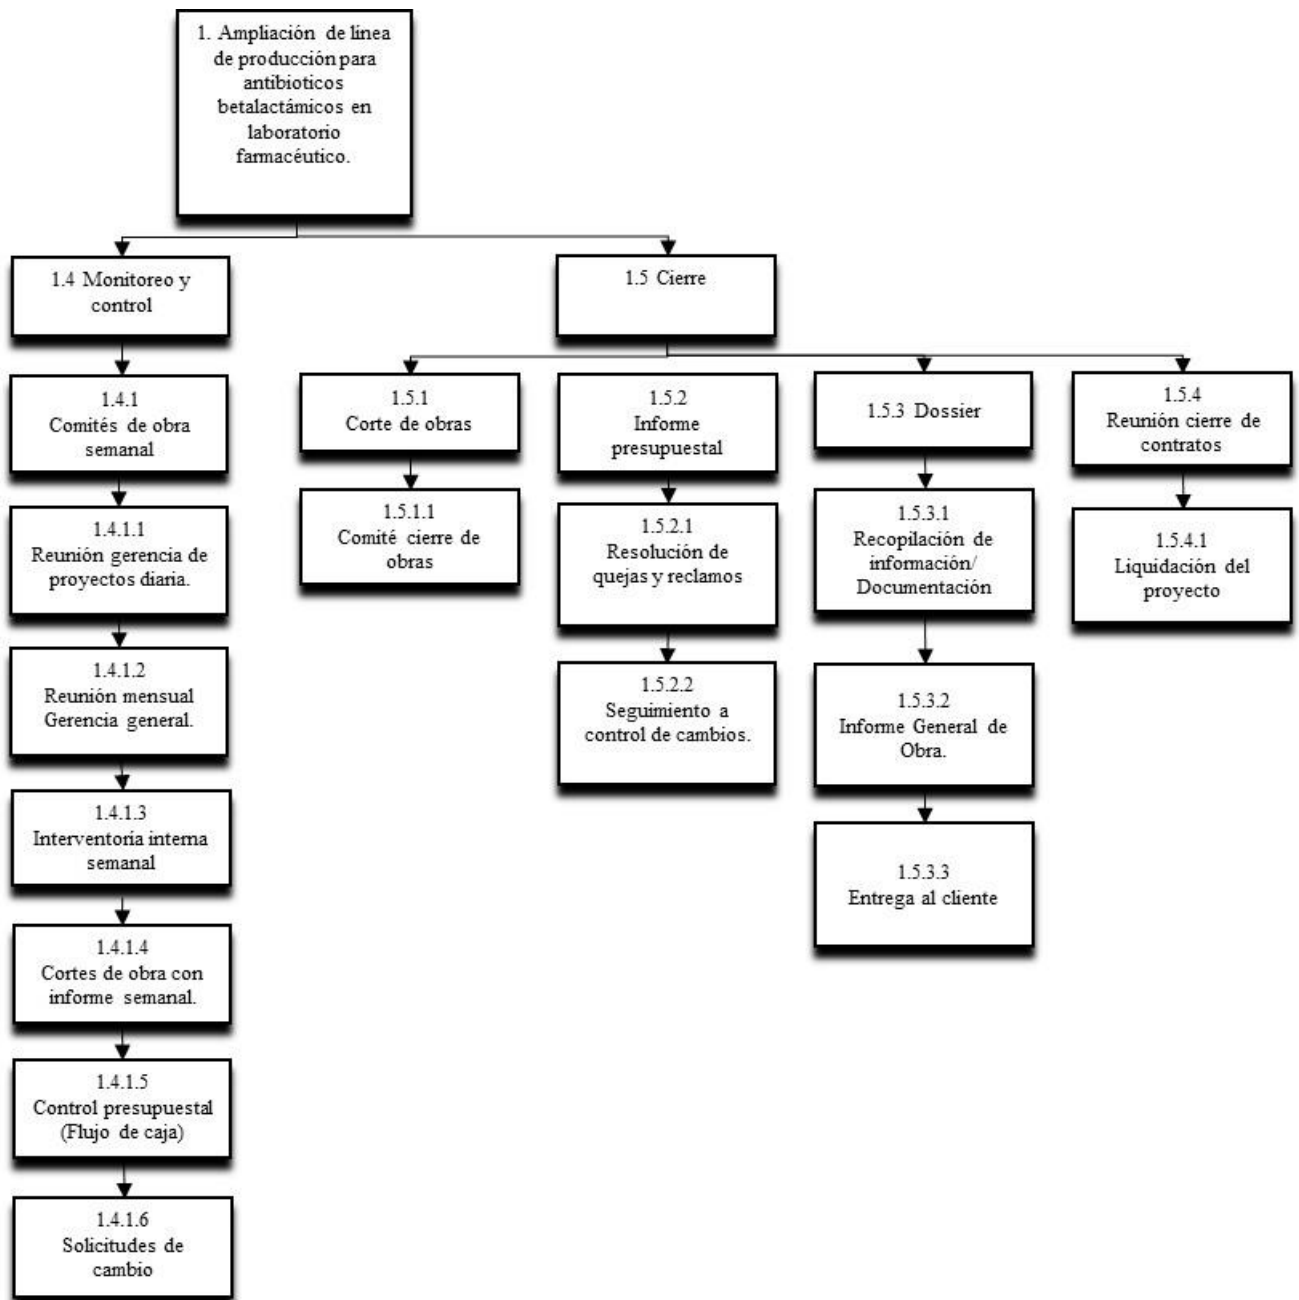 1. Ampliación de línea
de producción para
antibioticos
betalactámicos en
laboratorio
farmacéutico.
1.4 Monitoreo y
control
1.5 Cierre
1.4.1
Comités de obra
semanal
1.4.1.1
Reunión gerencia de
proyectos diaria.
1.4.1.2
Reunión mensual
Gerencia general.
1.4.1.3
Interventoría interna
semanal
1.4.1.4
Cortes de obra con
informe semanal.
1.4.1.5
Control presupuestal
(Flujo de caja)
1.4.1.6
Solicitudes de
cambio
1.5.1
Corte de obras
1.5.1.1
Comité cierre de
obras
1.5.2
Informe
presupuestal
1.5.2.1
Resolución de
quejas y reclamos
1.5.2.2
Seguimiento a
control de cambios.
1.5.3 Dossier
1.5.3.1
Recopilación de
información/
Documentación
1.5.3.2
Informe General de
Obra.
1.5.3.3
Entrega al cliente
1.5.4
Reunión cierre de
contratos
1.5.4.1
Liquidación del
proyecto